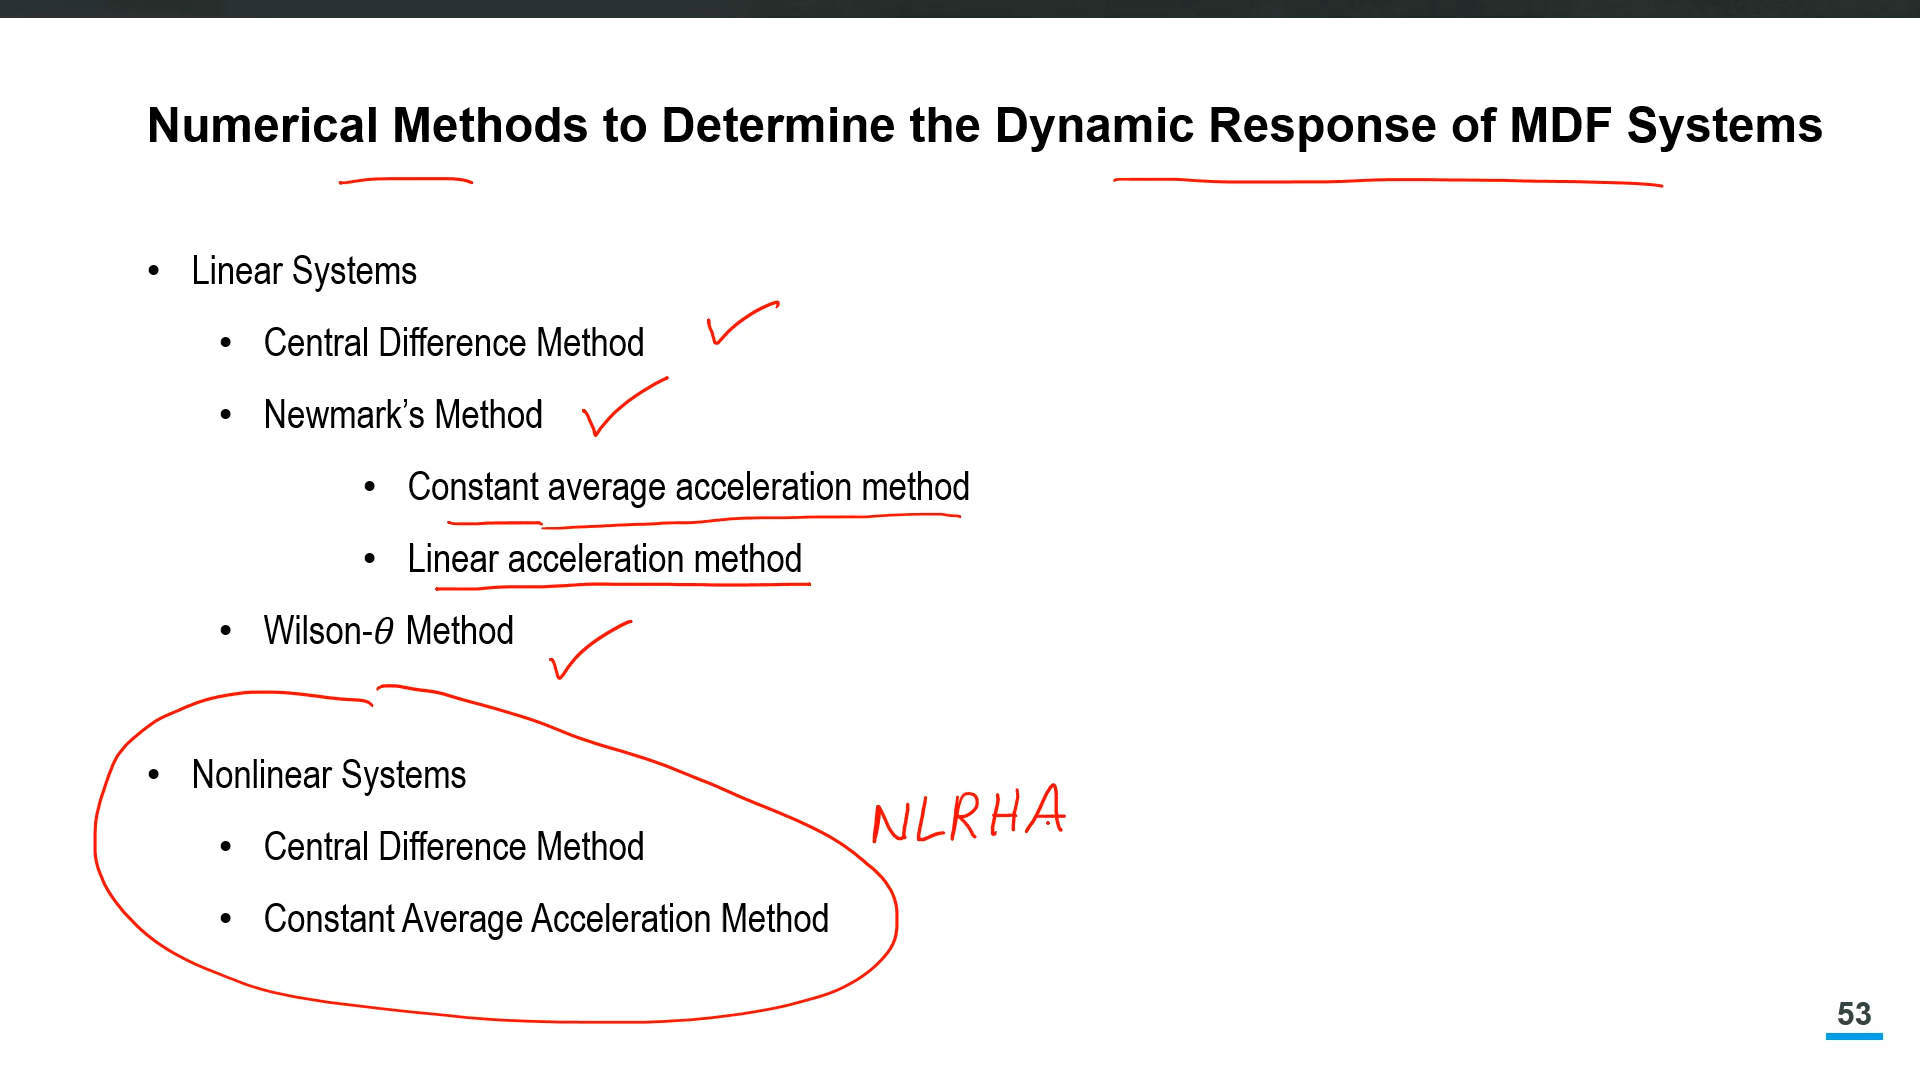 Numerical Methods to Determine the Dynamic Response of MDF Systems
• Linear Systems
• Central Difference Method
• Newmark’s Method
• Constant average acceleration method
• Linear acceleration method
• Wilson-θ Method
• Nonlinear Systems
NLRHA
• Central Difference Method
• Constant Average Acceleration Method
53